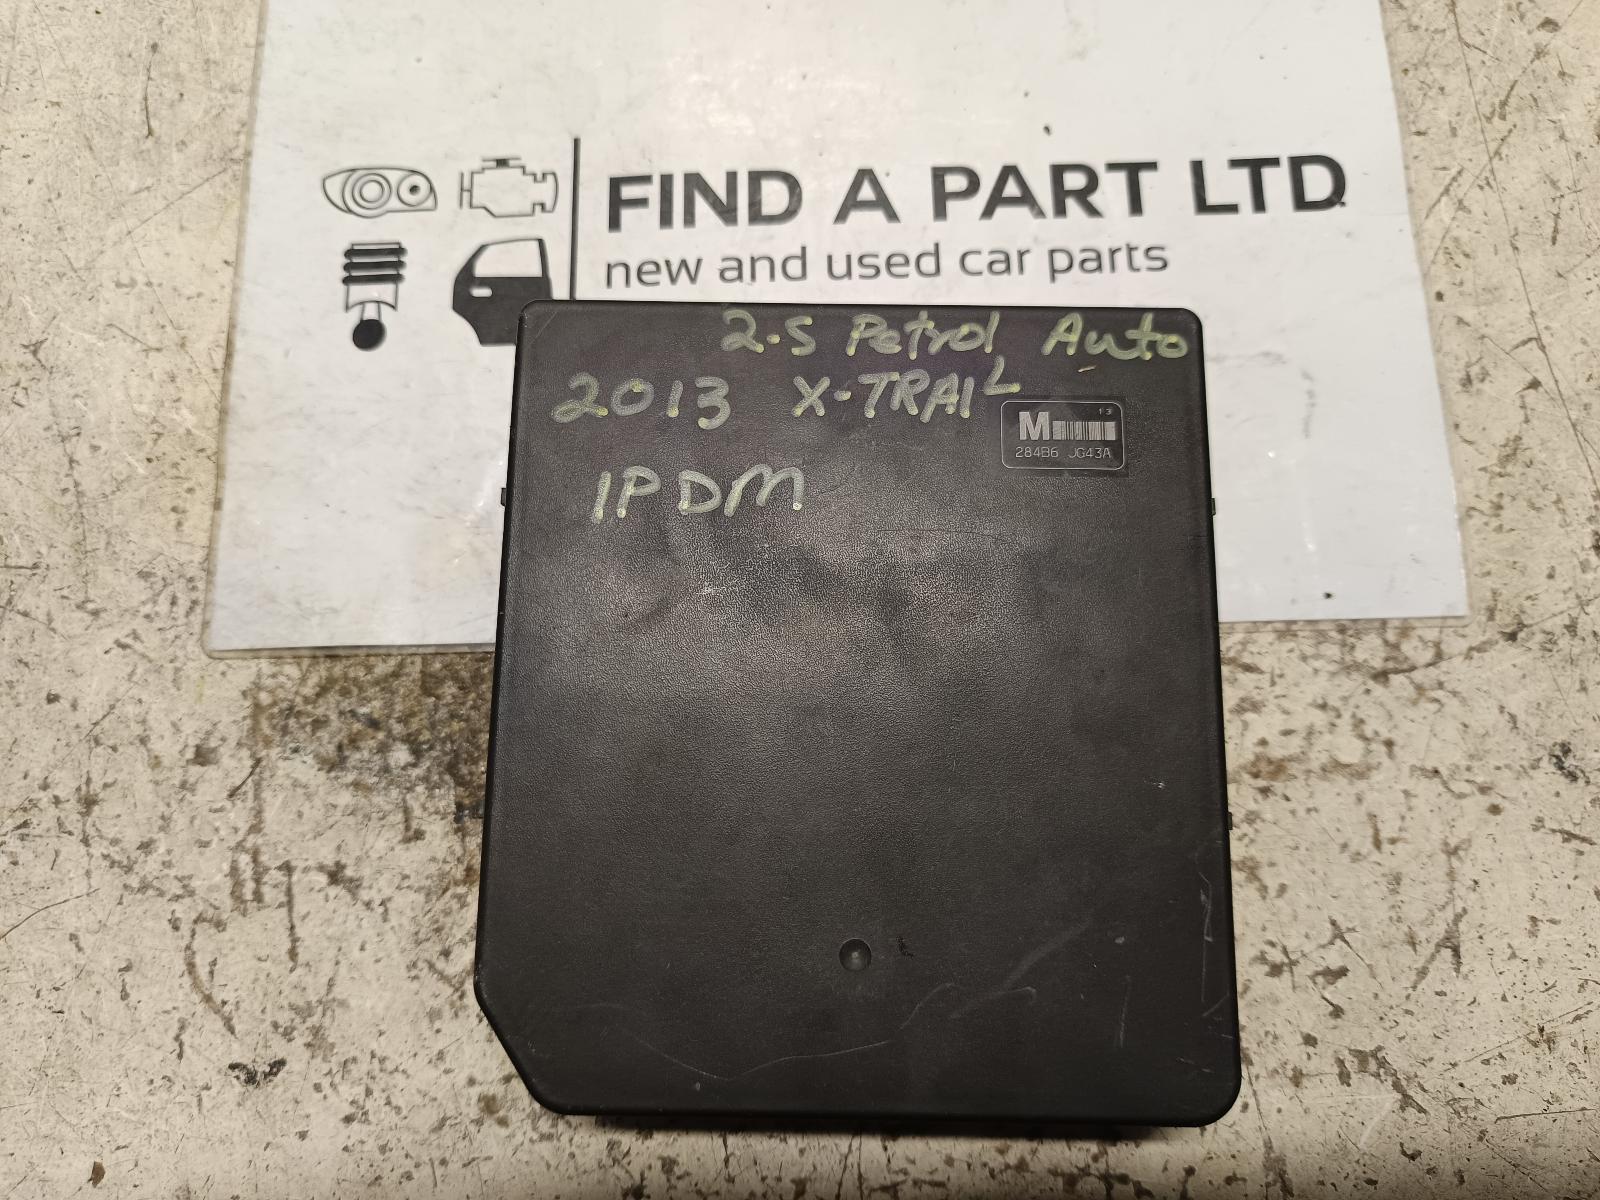 FIND A PART LTD
new and used car parts
2.5 Petrol Auto
2013 X-TRAIL
IPDM
13
M
284B6 JG43A